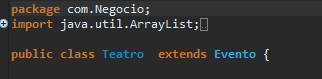 package com.Negocio;
import java.util.ArrayList;
public class Teatro  extends Evento {